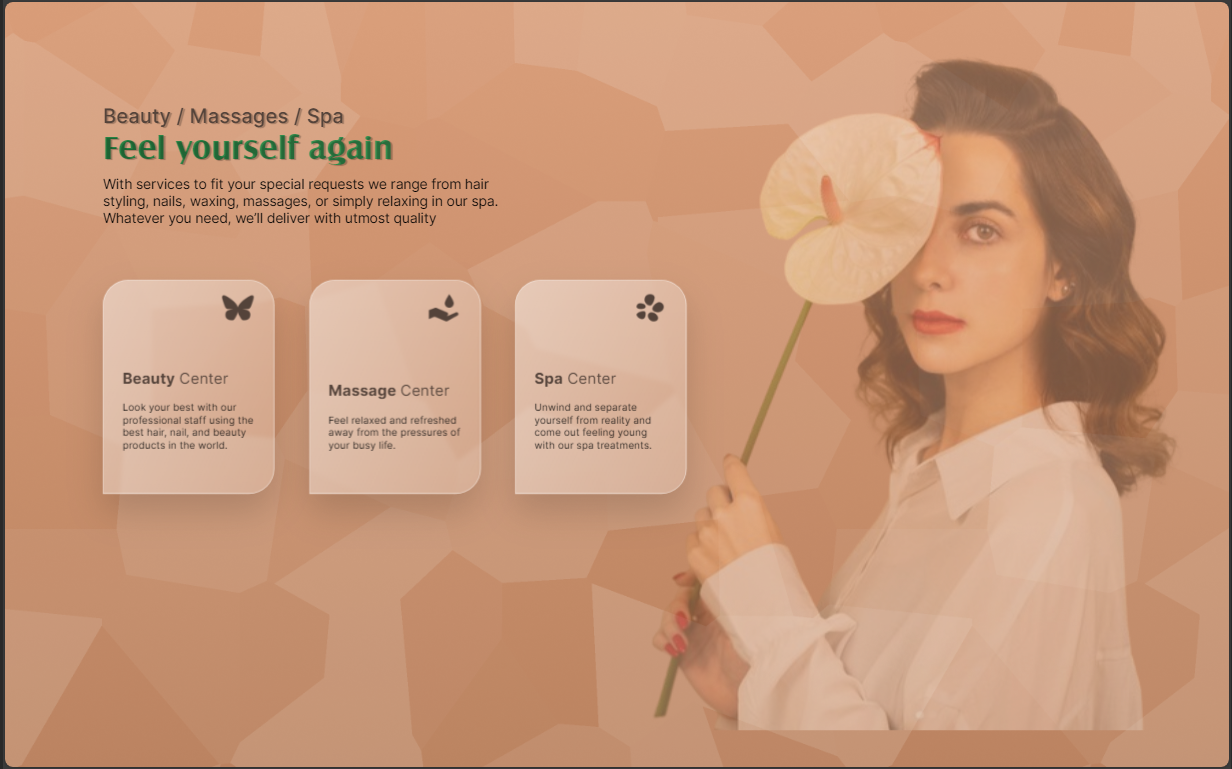 Beauty / Massages / Spa
Feel yourself again
With services to fit your special requests we range from hair
styling, nails, waxing, massages, or simply relaxing in our spa.
Whatever you need, we’ll deliver with utmost quality
Beauty Center
Look your best with our
professional staff using the
best hair, nail, and beauty
products in the world.
Massage Center
Feel relaxed and refreshed
away from the pressures of
your busy life.
Spa Center
Unwind and separate
yourself from reality and
come out feeling young
with our spa treatments.